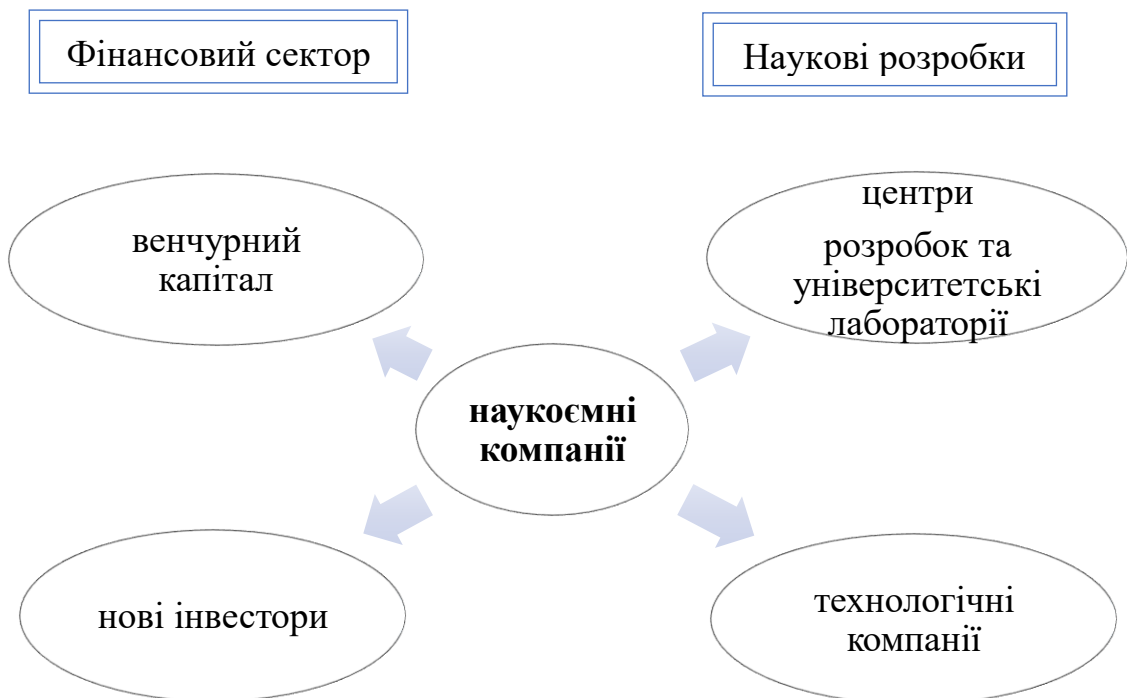 Фінансовий сектор
Наукові розробки
венчурний
капітал
центри
розробок та
університетські
лабораторії
наукоємні
компанії
нові інвестори
технологічні
компанії